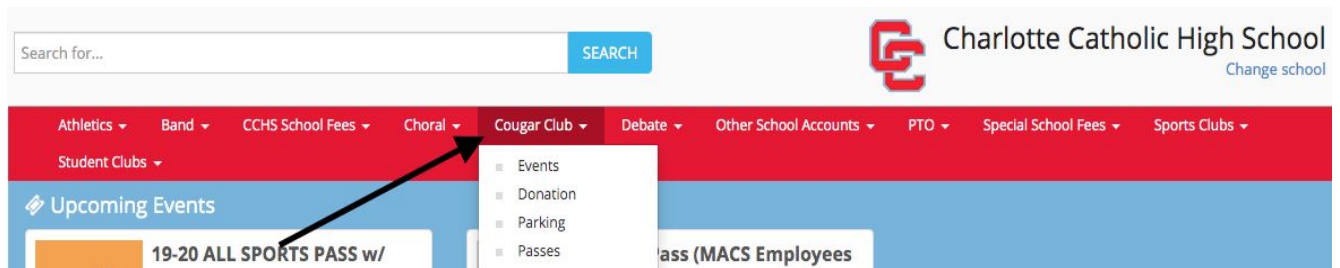 Search for...
SEARCH
CC
Charlotte Catholic High School
Change school
Athletics Band CCHS School Fees Choral Cougar Club Debate Other School Accounts PTO Special School Fees Sports Clubs
Student Clubs
Events
Donation
Parking
Passes
Upcoming Events
19-20 ALL SPORTS PASS w/
ass (MACS Employees